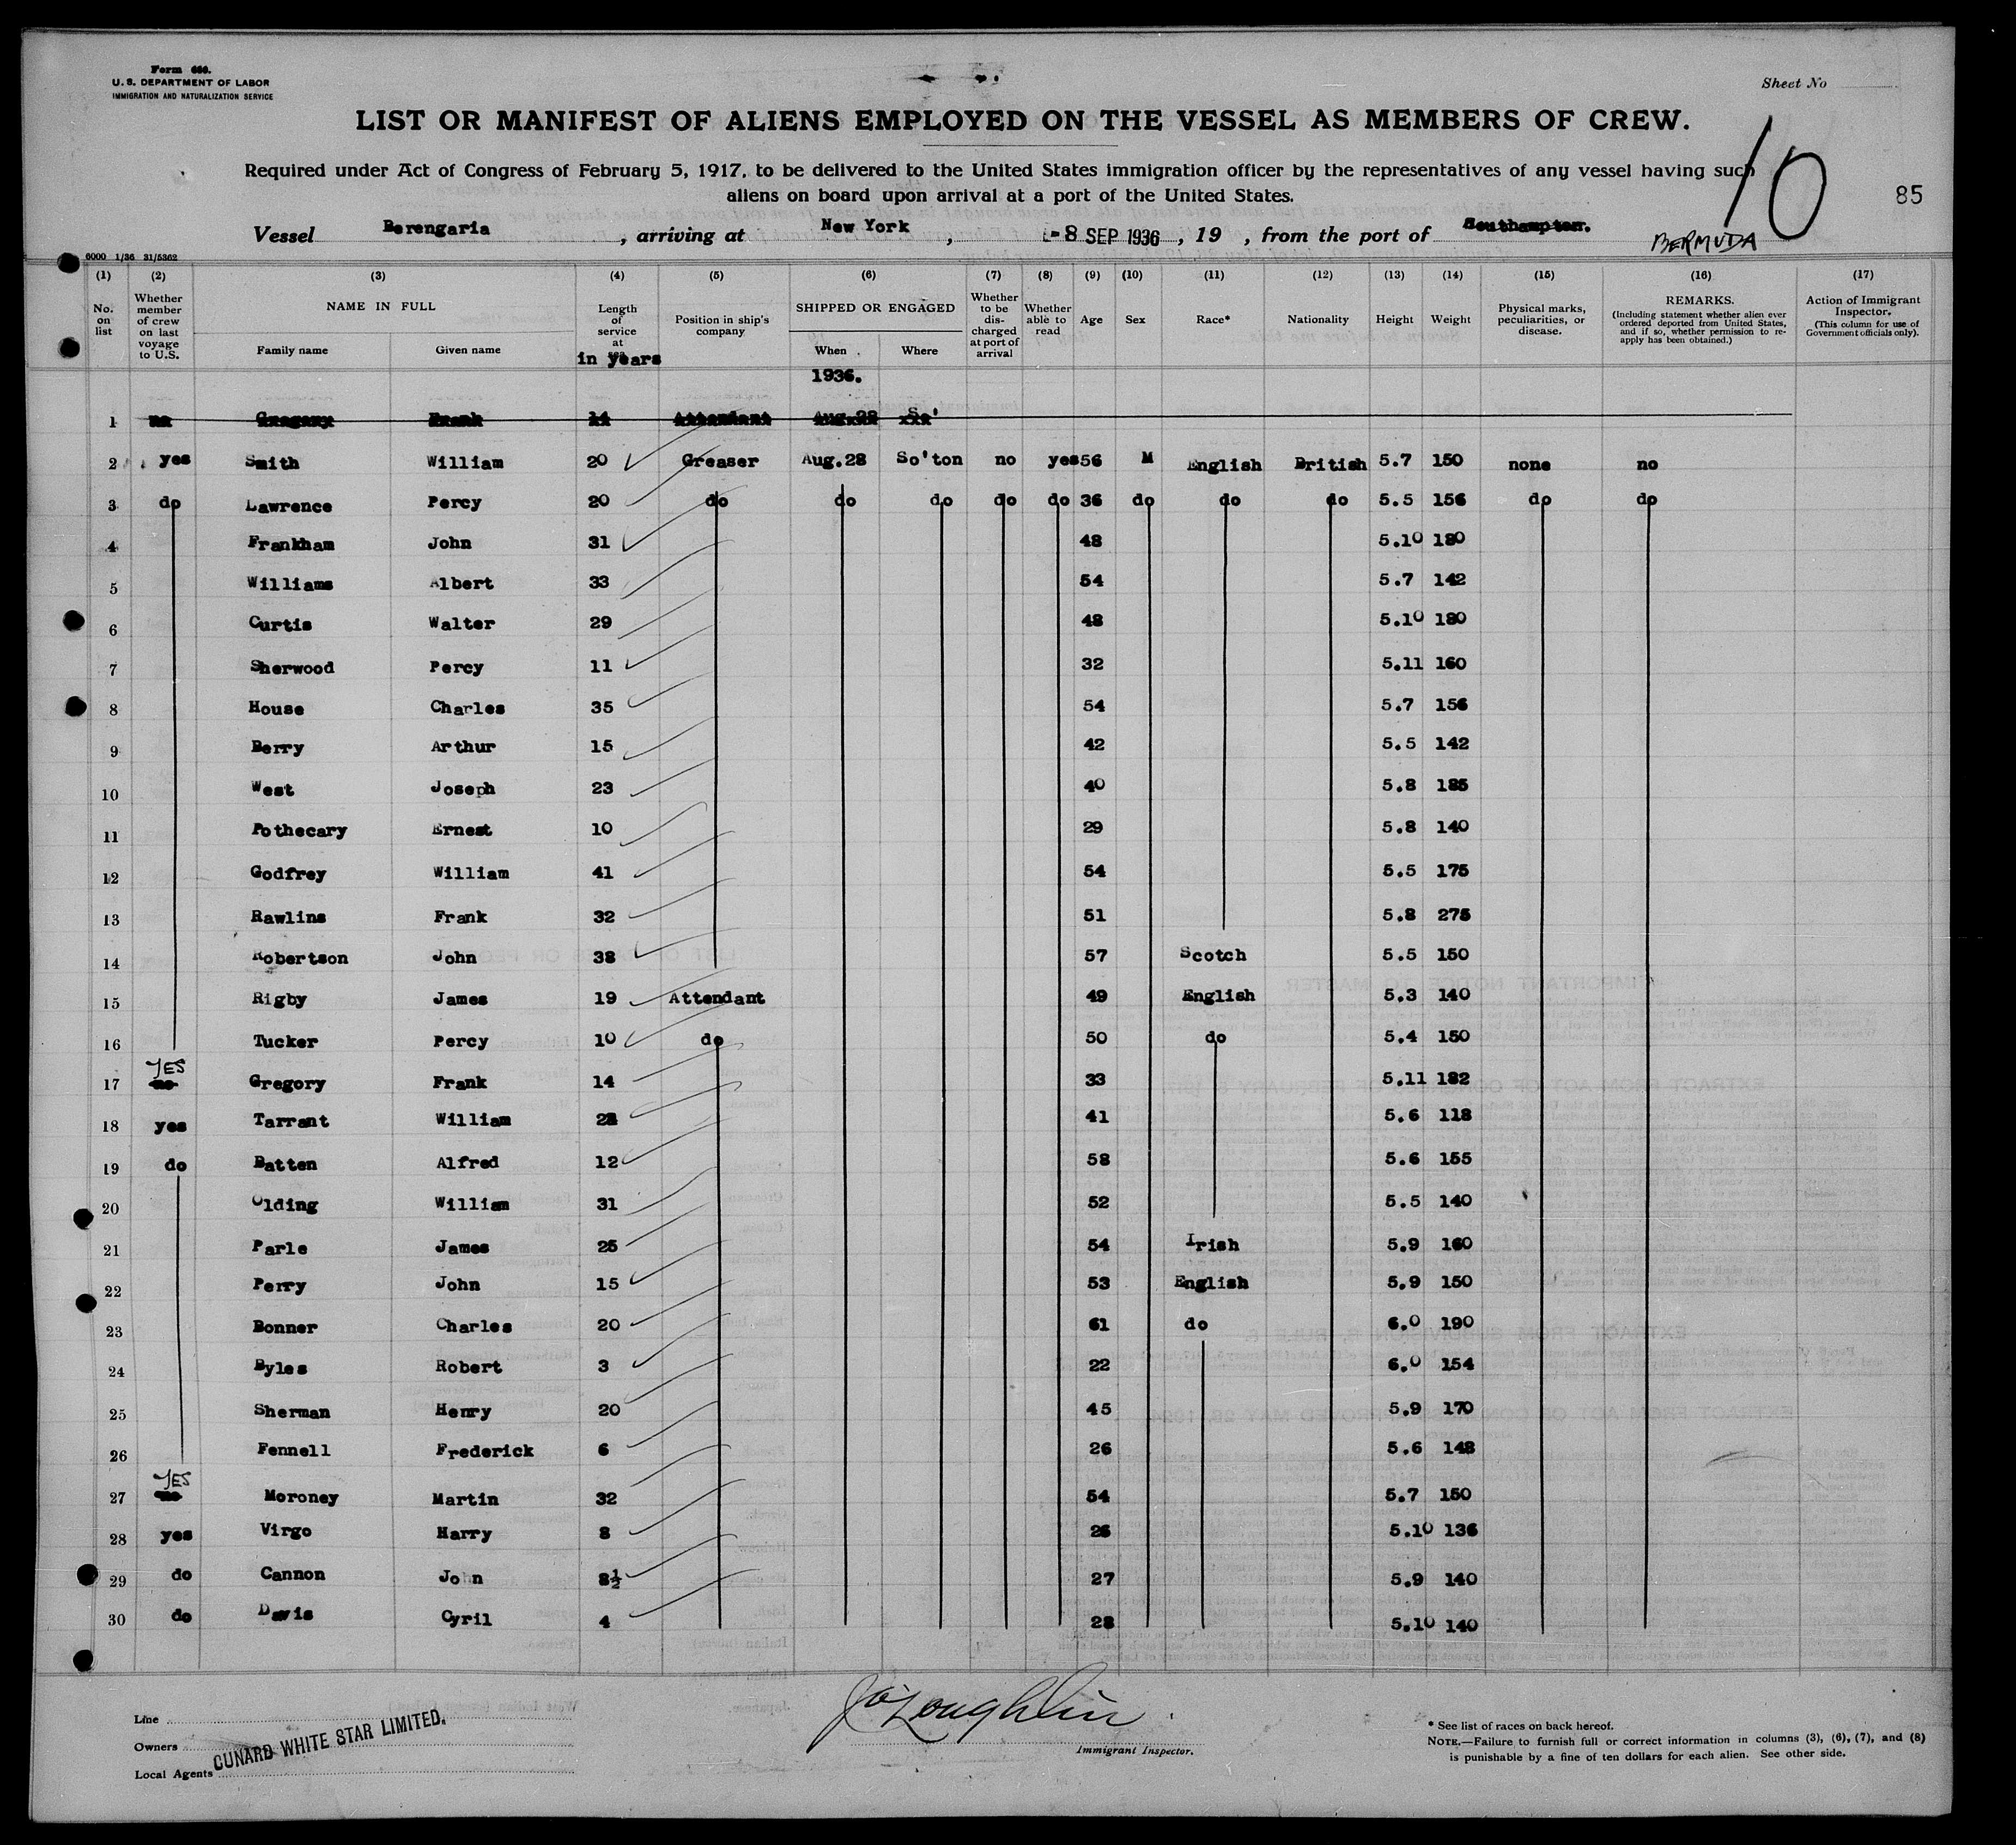 Form 680.
U. S. DEPARTMENT OF LABOR
IMMIGRATION AND NATURALIZATION SERVICE
Sheet No
LIST OR MANIFEST OF ALIENS EMPLOYED ON THE VESSEL AS MEMBERS OF CREW.
Required under Act of Congress of February 5, 1917, to be delivered to the United States immigration officer by the representatives of any vessel having such
aliens on board upon arrival at a port of the United States.
10
85
Vessel Berengaria, arriving at New York, -8 SEP 1936, 19 , from the port of Southampton.
BERMUDA
6000 1/36 31/5362
(1) (2) (3) (4) (5) (6) (7) (8) (9) (10) (11) (12) (13) (14) (15) (16) (17)
No. on list
Whether member of crew on last voyage to U.S.
NAME IN FULL
Family name
Given name
Length of service at
in years
Position in ship's company
SHIPPED OR ENGAGED
When
Where
Whether to be discharged at port of arrival
Whether able to read
Age
Sex
Race*
Nationality
Height
Weight
Physical marks, peculiarities, or disease.
REMARKS.
(Including statement whether alien ever ordered deported from United States, and if so, whether permission to reapply has been obtained.)
Action of Immigrant Inspector.
(This column for use of Government officials only).
1936.
1 no Gregory Frank 14 Attendant Aug.28 So'
2 yes Smith William 20 Greaser Aug.28 So'ton no yes 56 M English British 5.7 150 none no
3 do Lawrence Percy 20 do do do do do 36 do do do 5.5 156 do do
4 Frankham John 31 48 5.10 180
5 Williams Albert 33 54 5.7 142
6 Curtis Walter 29 48 5.10 180
7 Sherwood Percy 11 32 5.11 160
8 House Charles 35 54 5.7 156
9 Berry Arthur 15 42 5.5 142
10 West Joseph 23 40 5.8 185
11 Pothecary Ernest 10 29 5.8 140
12 Godfrey William 41 54 5.5 175
13 Rawlins Frank 32 51 5.8 275
14 Robertson John 38 57 Scotch 5.5 150
15 Rigby James 19 Attendant 49 English 5.3 140
16 Tucker Percy 10 do 50 do 5.4 150
YES
17 no Gregory Frank 14 33 5.11 182
18 yes Tarrant William 28 41 5.6 118
19 do Batten Alfred 12 58 5.6 155
20 Olding William 31 52 5.5 140
21 Parle James 25 54 Irish 5.9 160
22 Perry John 15 53 English 5.9 150
23 Bonner Charles 20 61 do 6.0 190
24 Byles Robert 3 22 6.0 154
25 Sherman Henry 20 45 5.9 170
26 Fennell Frederick 6 26 5.6 148
YES
27 no Moroney Martin 32 54 5.7 150
28 yes Virgo Harry 8 26 5.10 136
29 do Cannon John 8½ 27 5.9 140
30 do Davis Cyril 4 28 5.10 140
Line
Owners
Local Agents
CUNARD WHITE STAR LIMITED.
J O'Loughlin
Immigrant Inspector.
* See list of races on back hereof.
NOTE.—Failure to furnish full or correct information in columns (3), (6), (7), and (8)
is punishable by a fine of ten dollars for each alien. See other side.